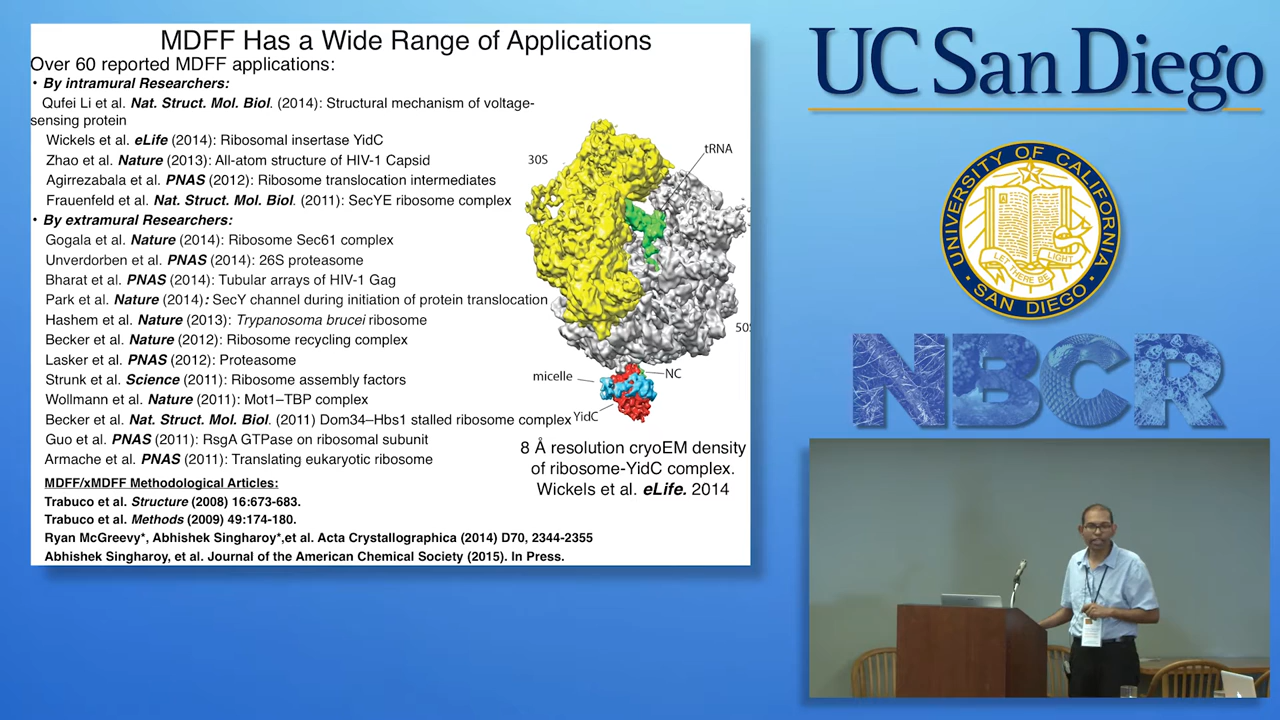 MDFF Has a Wide Range of Applications
Over 60 reported MDFF applications:
• By intramural Researchers:
Qufei Li et al. Nat. Struct. Mol. Biol. (2014): Structural mechanism of voltage-
sensing protein
Wickels et al. eLife (2014): Ribosomal insertase YidC
Zhao et al. Nature (2013): All-atom structure of HIV-1 Capsid
Agirrezabala et al. PNAS (2012): Ribosome translocation intermediates
Frauenfeld et al. Nat. Struct. Mol. Biol. (2011): SecYE ribosome complex
• By extramural Researchers:
Gogala et al. Nature (2014): Ribosome Sec61 complex
Unverdorben et al. PNAS (2014): 26S proteasome
Bharat et al. PNAS (2014): Tubular arrays of HIV-1 Gag
Park et al. Nature (2014): SecY channel during initiation of protein translocation
Hashem et al. Nature (2013): Trypanosoma brucei ribosome
Becker et al. Nature (2012): Ribosome recycling complex
Lasker et al. PNAS (2012): Proteasome
Strunk et al. Science (2011): Ribosome assembly factors
Wollmann et al. Nature (2011): Mot1–TBP complex
Becker et al. Nat. Struct. Mol. Biol. (2011) Dom34–Hbs1 stalled ribosome complex
Guo et al. PNAS (2011): RsgA GTPase on ribosomal subunit
Armache et al. PNAS (2011): Translating eukaryotic ribosome
MDFF/xMDFF Methodological Articles:
Trabuco et al. Structure (2008) 16:673-683.
Trabuco et al. Methods (2009) 49:174-180.
Ryan McGreevy*, Abhishek Singharoy*,et al. Acta Crystallographica (2014) D70, 2344-2355
Abhishek Singharoy, et al. Journal of the American Chemical Society (2015). In Press.
30S
tRNA
50S
micelle
NC
YidC
8 Å resolution cryoEM density
of ribosome-YidC complex.
Wickels et al. eLife. 2014
UC San Diego
UNIVERSITY OF CALIFORNIA
LET THERE BE LIGHT
• SAN DIEGO •
NBCR